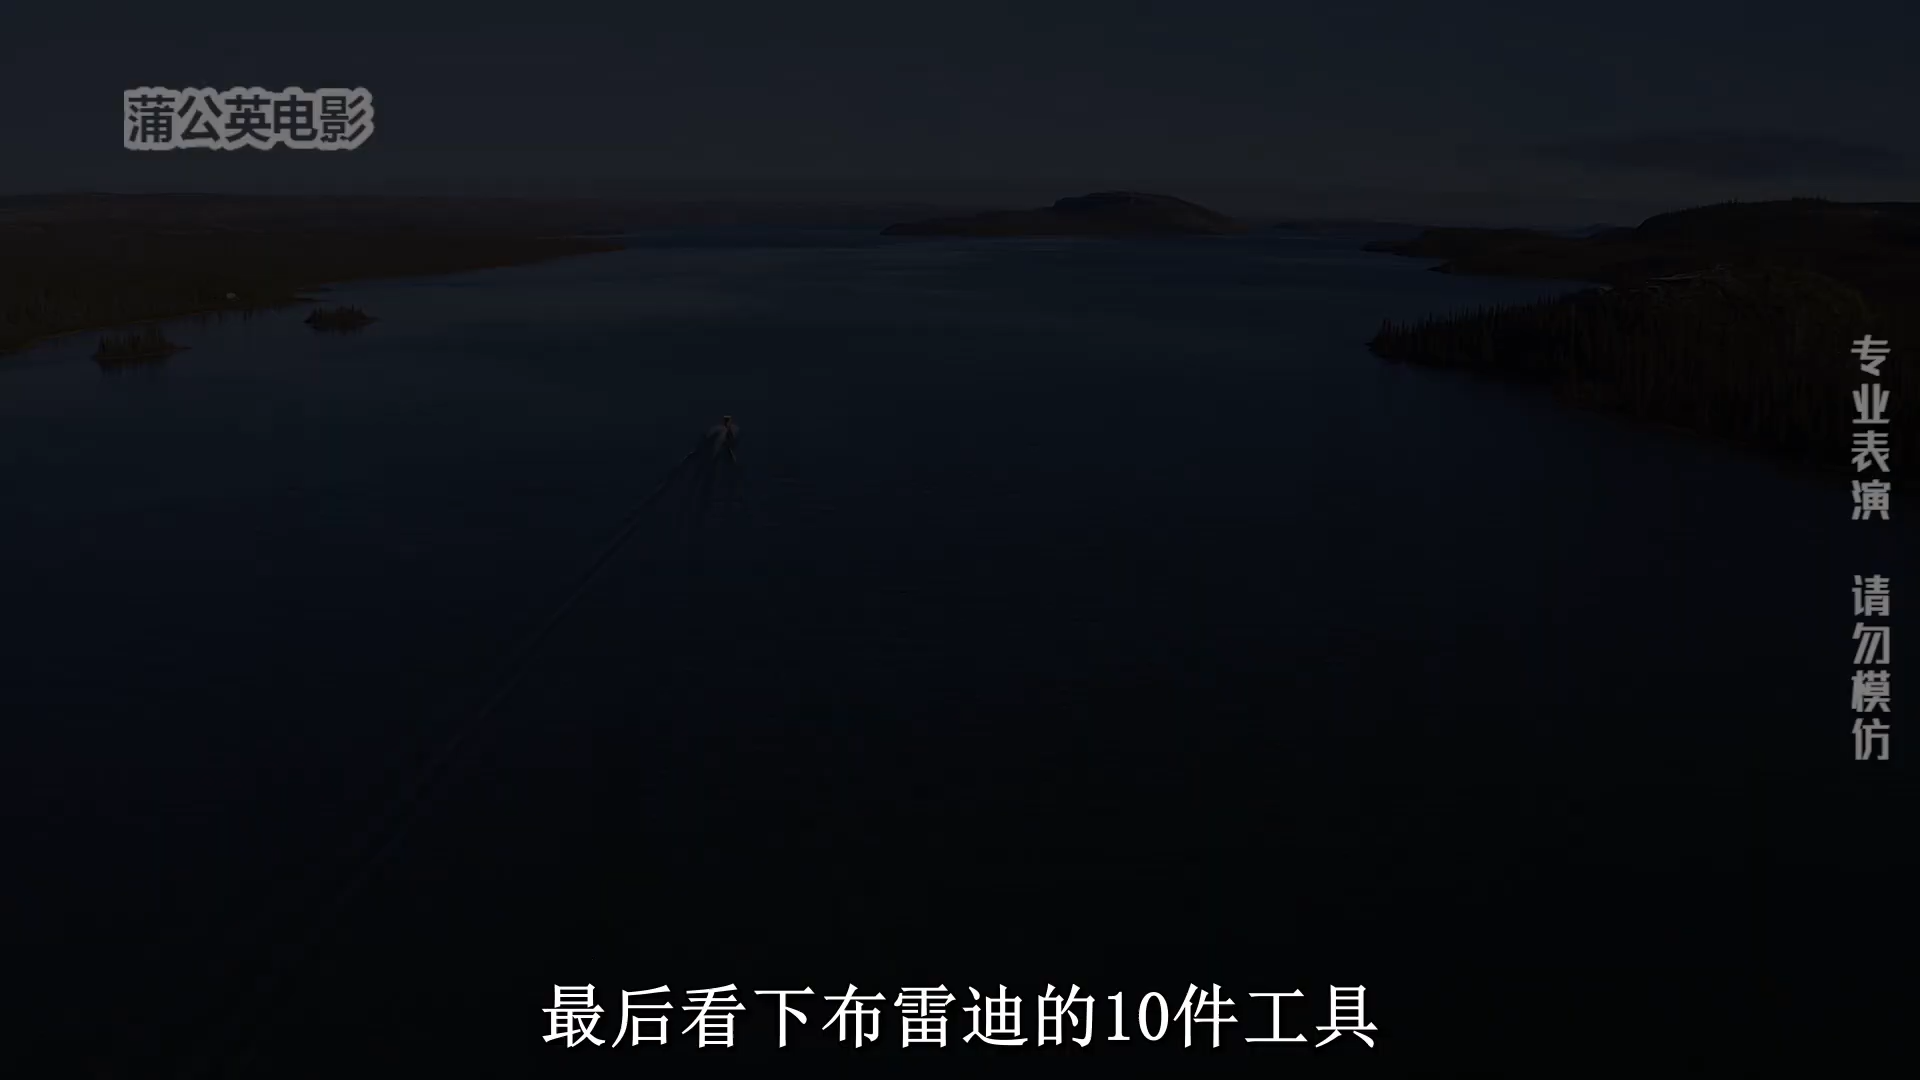 蒲公英电影
专业表演 请勿模仿
最后看下布雷迪的10件工具